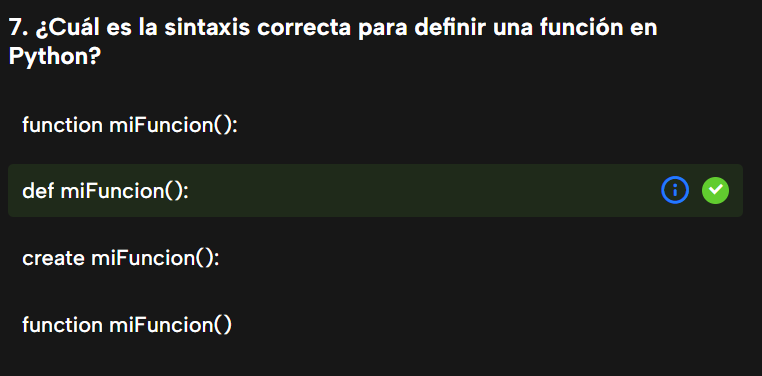 7. ¿Cuál es la sintaxis correcta para definir una función en
Python?
function miFuncion():
def miFuncion():
create miFuncion():
function miFuncion()